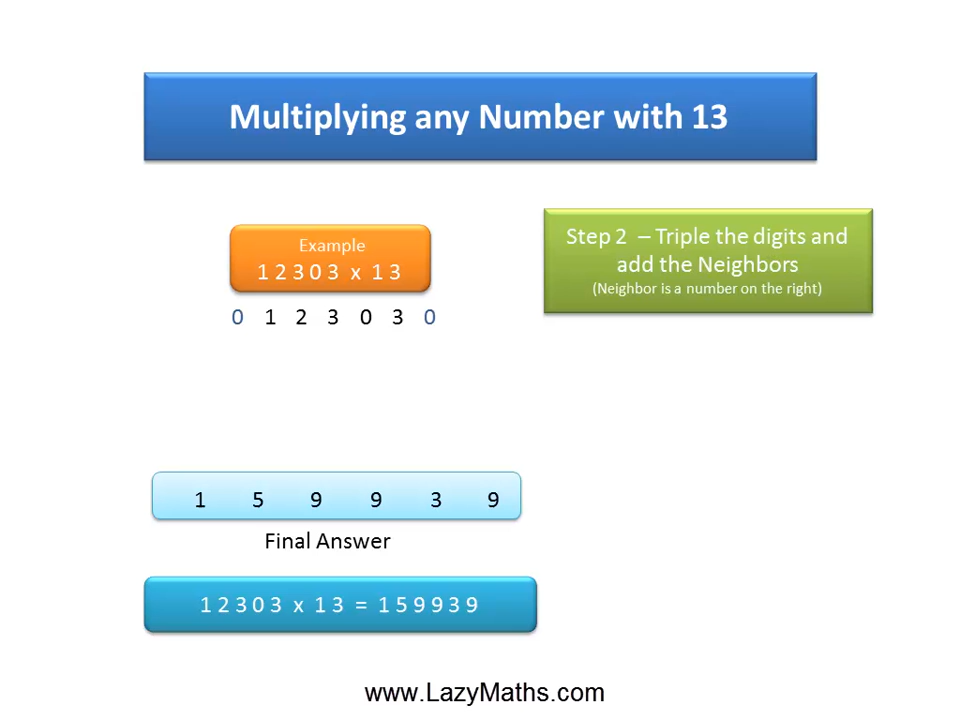 Multiplying any Number with 13
Example
1 2 3 0 3 x 1 3
0 1 2 3 0 3 0
Step 2 – Triple the digits and
add the Neighbors
(Neighbor is a number on the right)
1 5 9 9 3 9
Final Answer
1 2 3 0 3 x 1 3 = 1 5 9 9 3 9
www.LazyMaths.com